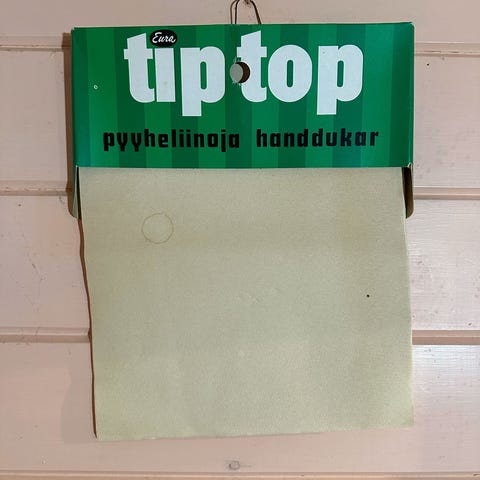 Eura
tip top
pyyheliinoja handdukar